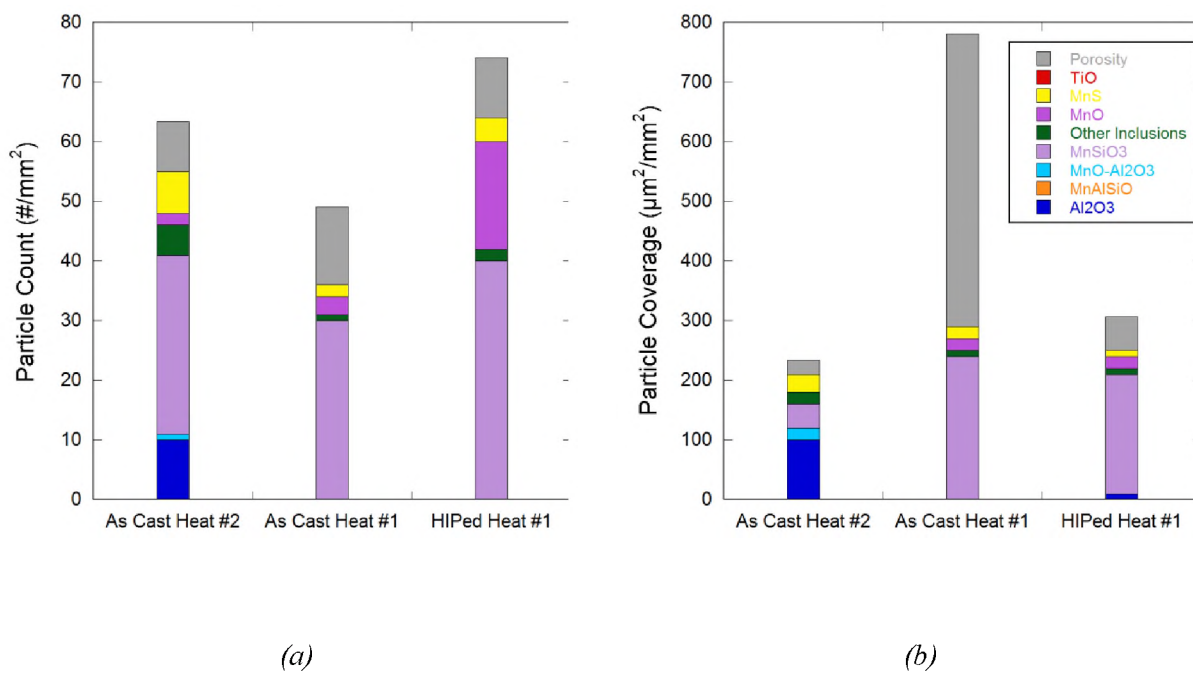 80
70
60
50
40
30
20
10
0
Particle Count (#/mm²)
As Cast Heat #2
As Cast Heat #1
HIPed Heat #1
(a)
800
700
600
500
400
300
200
100
0
Particle Coverage (µm²/mm²)
Porosity
TiO
MnS
MnO
Other Inclusions
MnSiO3
MnO-Al2O3
MnAlSiO
Al2O3
As Cast Heat #2
As Cast Heat #1
HIPed Heat #1
(b)